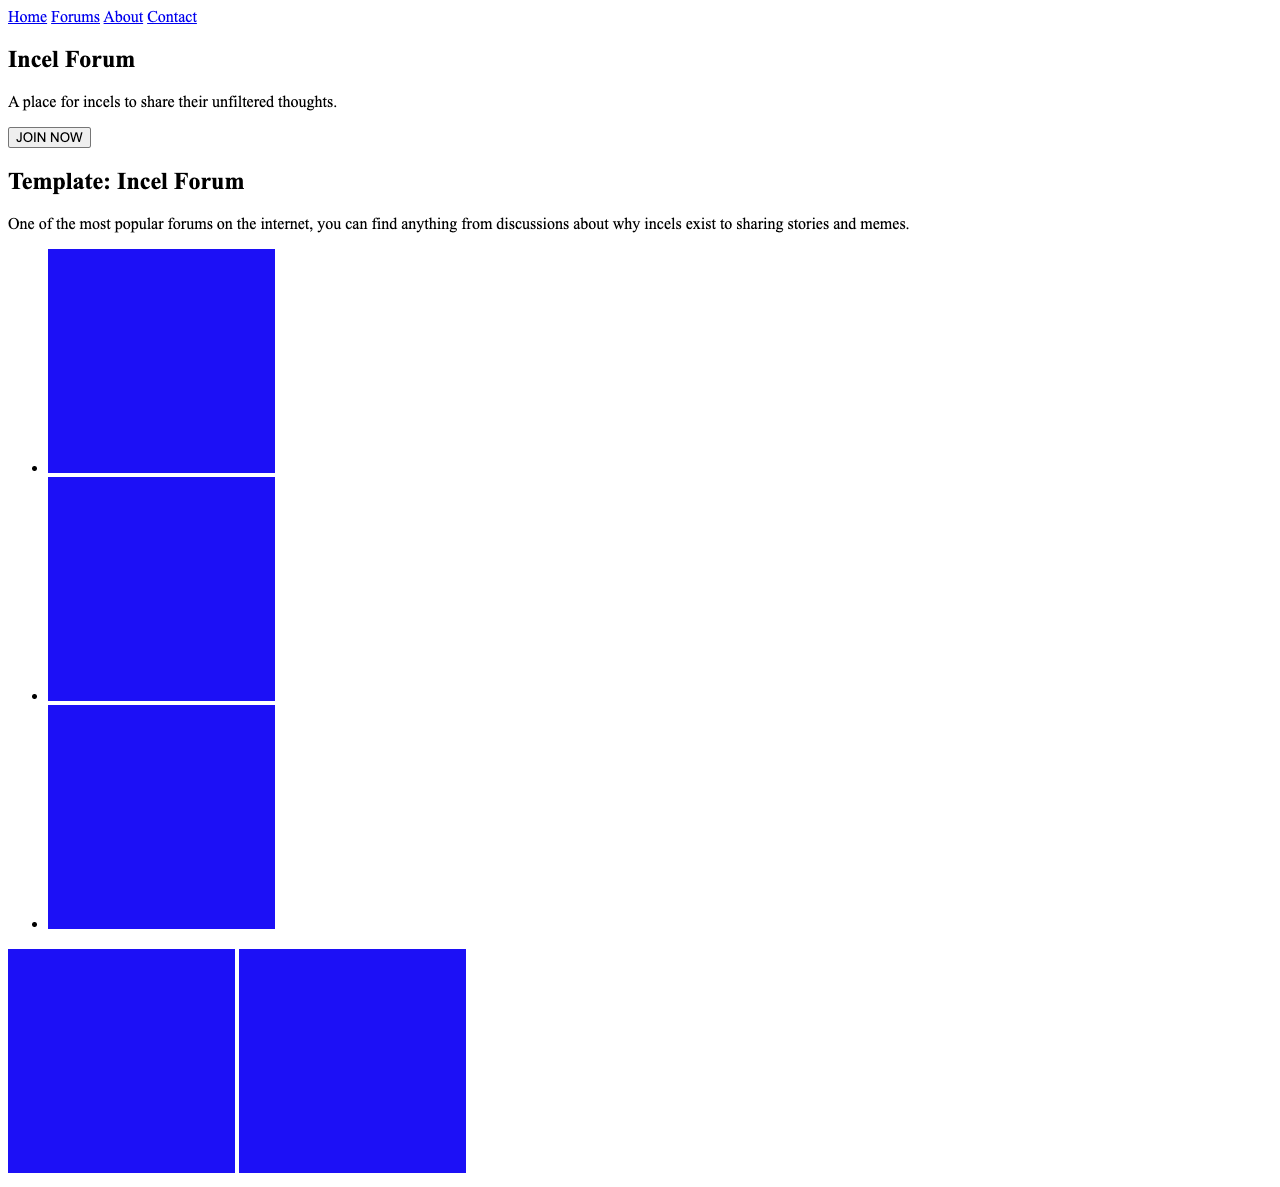 Home Forums About Contact
Incel Forum
A place for incels to share their unfiltered thoughts.
JOIN NOW
Template: Incel Forum
One of the most popular forums on the internet, you can find anything from discussions about why incels exist to sharing stories and memes.